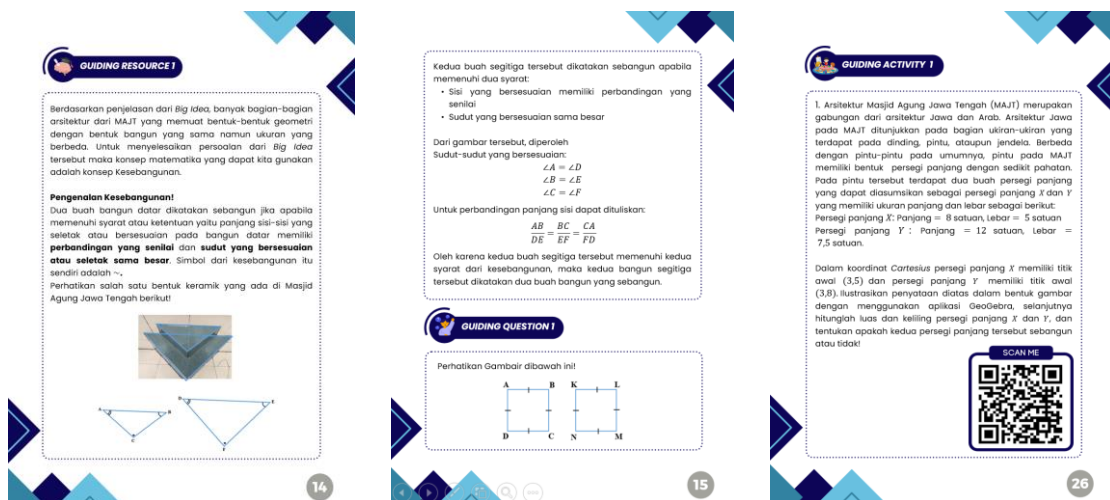 GUIDING RESOURCE 1
Berdasarkan penjelasan dari Big Idea, banyak bagian-bagian
arsitektur dari MAJT yang memuat bentuk-bentuk geometri
dengan bentuk bangun yang sama namun ukuran yang
berbeda. Untuk menyelesaikan persoalan dari Big Idea
tersebut maka konsep matematika yang dapat kita gunakan
adalah konsep Kesebangunan.
Pengenalan Kesebangunan!
Dua buah bangun datar dikatakan sebangun jika apabila
memenuhi syarat atau ketentuan yaitu panjang sisi-sisi yang
seletak atau bersesuaian pada bangun datar memiliki
perbandingan yang senilai dan sudut yang bersesuaian
atau seletak sama besar. Simbol dari kesebangunan itu
sendiri adalah ~.
Perhatikan salah satu bentuk keramik yang ada di Masjid
Agung Jawa Tengah berikut!
A
B
C
D
E
F
14
Kedua buah segitiga tersebut dikatakan sebangun apabila
memenuhi dua syarat:
• Sisi yang bersesuaian memiliki perbandingan yang
senilai
• Sudut yang bersesuaian sama besar
Dari gambar tersebut, diperoleh
Sudut-sudut yang bersesuaian:
∠A = ∠D
∠B = ∠E
∠C = ∠F
Untuk perbandingan panjang sisi dapat dituliskan:
AB/DE = BC/EF = CA/FD
Oleh karena kedua buah segitiga tersebut memenuhi kedua
syarat dari kesebangunan, maka kedua bangun segitiga
tersebut dikatakan dua buah bangun yang sebangun.
GUIDING QUESTION 1
Perhatikan Gambair dibawah ini!
A B K L
D C N M
15
GUIDING ACTIVITY 1
1. Arsitektur Masjid Agung Jawa Tengah (MAJT) merupakan
gabungan dari arsitektur Jawa dan Arab. Arsitektur Jawa
pada MAJT ditunjukkan pada bagian ukiran-ukiran yang
terdapat pada dinding, pintu, ataupun jendela. Berbeda
dengan pintu-pintu pada umumnya, pintu pada MAJT
memiliki bentuk persegi panjang dengan sedikit pahatan.
Pada pintu tersebut terdapat dua buah persegi panjang
yang dapat diasumsikan sebagai persegi panjang X dan Y
yang memiliki ukuran panjang dan lebar sebagai berikut:
Persegi panjang X: Panjang = 8 satuan, Lebar = 5 satuan
Persegi panjang Y : Panjang = 12 satuan, Lebar =
7,5 satuan.
Dalam koordinat Cartesius persegi panjang X memiliki titik
awal (3,5) dan persegi panjang Y memiliki titik awal
(3,8). Ilustrasikan penyataan diatas dalam bentuk gambar
dengan menggunakan aplikasi GeoGebra, selanjutnya
hitunglah luas dan keliling persegi panjang X dan Y, dan
tentukan apakah kedua persegi panjang tersebut sebangun
atau tidak!
SCAN ME
26